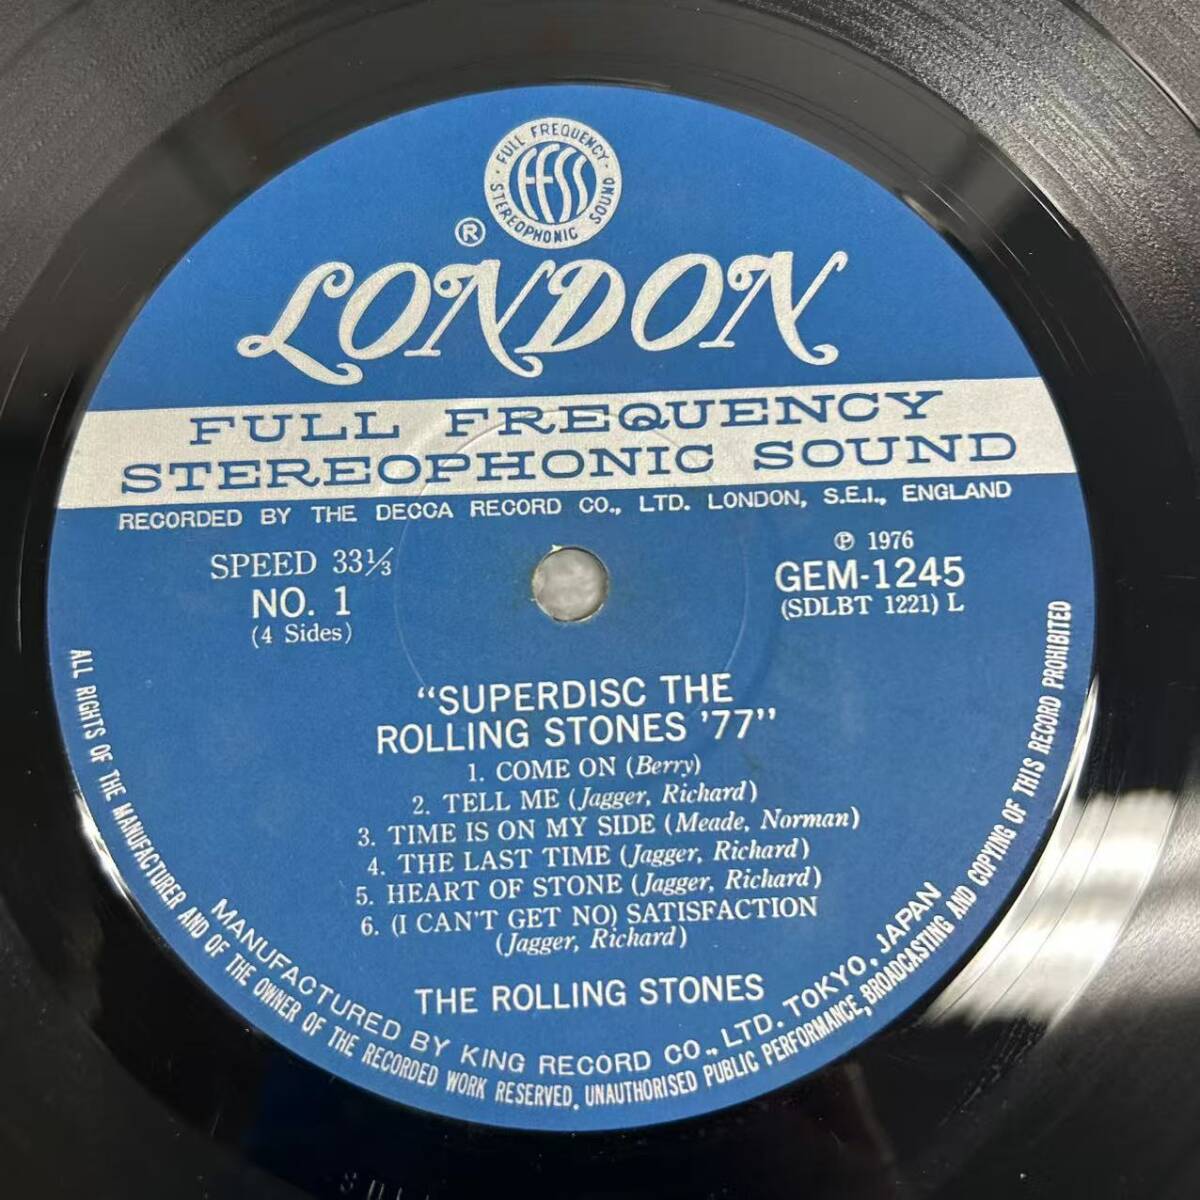 FULL FREQUENCY
FFSS
STEREOPHONIC SOUND
®
LONDON
FULL FREQUENCY
STEREOPHONIC SOUND
RECORDED BY THE DECCA RECORD CO., LTD. LONDON, S.E.I., ENGLAND
SPEED 33⅓
NO. 1
(4 Sides)
℗ 1976
GEM-1245
(SDLBT 1221) L
“SUPERDISC THE
ROLLING STONES ’77”
1. COME ON (Berry)
2. TELL ME (Jagger, Richard)
3. TIME IS ON MY SIDE (Meade, Norman)
4. THE LAST TIME (Jagger, Richard)
5. HEART OF STONE (Jagger, Richard)
6. (I CAN'T GET NO) SATISFACTION
(Jagger, Richard)
THE ROLLING STONES
MANUFACTURED BY KING RECORD CO., LTD. TOKYO, JAPAN
ALL RIGHTS OF THE MANUFACTURER AND OF THE OWNER OF THE RECORDED WORK RESERVED. UNAUTHORISED PUBLIC PERFORMANCE, BROADCASTING AND COPYING OF THIS RECORD PROHIBITED